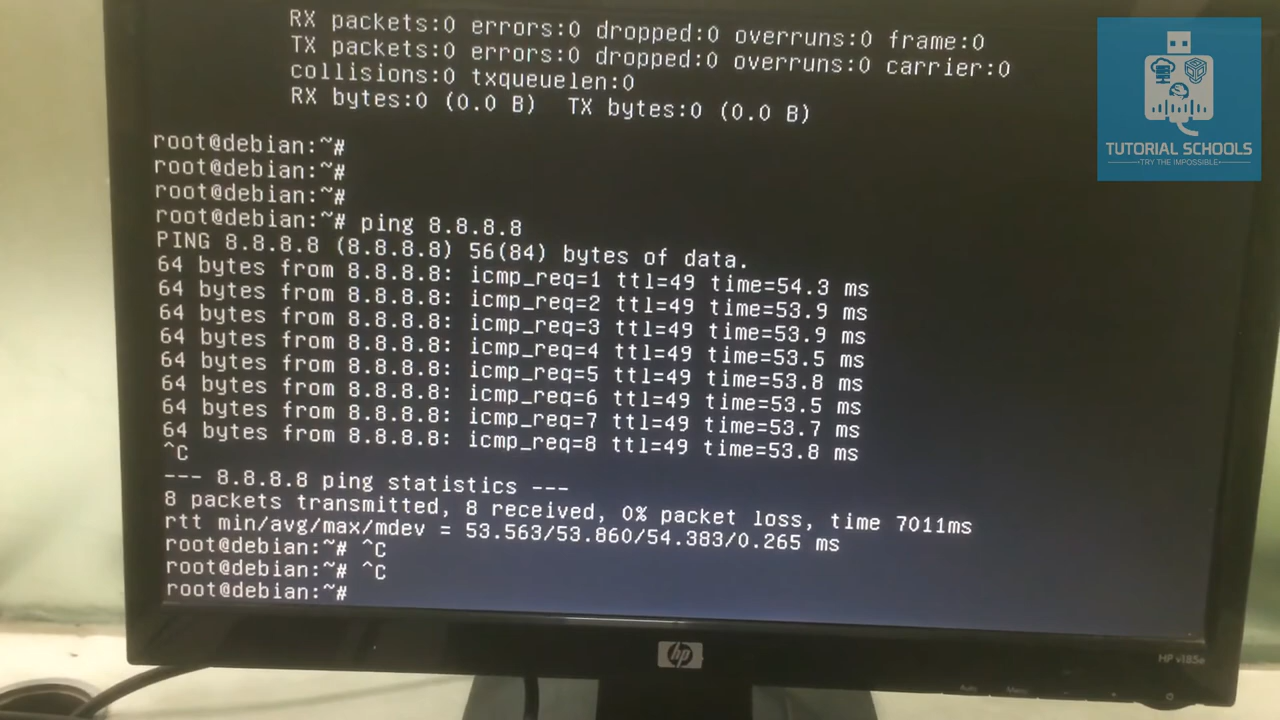 RX packets:0 errors:0 dropped:0 overruns:0 frame:0
TX packets:0 errors:0 dropped:0 overruns:0 carrier:0
collisions:0 txqueuelen:0
RX bytes:0 (0.0 B)  TX bytes:0 (0.0 B)
root@debian:~#
root@debian:~#
root@debian:~#
root@debian:~# ping 8.8.8.8
PING 8.8.8.8 (8.8.8.8) 56(84) bytes of data.
64 bytes from 8.8.8.8: icmp_req=1 ttl=49 time=54.3 ms
64 bytes from 8.8.8.8: icmp_req=2 ttl=49 time=53.9 ms
64 bytes from 8.8.8.8: icmp_req=3 ttl=49 time=53.9 ms
64 bytes from 8.8.8.8: icmp_req=4 ttl=49 time=53.5 ms
64 bytes from 8.8.8.8: icmp_req=5 ttl=49 time=53.8 ms
64 bytes from 8.8.8.8: icmp_req=6 ttl=49 time=53.5 ms
64 bytes from 8.8.8.8: icmp_req=7 ttl=49 time=53.7 ms
64 bytes from 8.8.8.8: icmp_req=8 ttl=49 time=53.8 ms
^C
--- 8.8.8.8 ping statistics ---
8 packets transmitted, 8 received, 0% packet loss, time 7011ms
rtt min/avg/max/mdev = 53.563/53.860/54.383/0.265 ms
root@debian:~# ^C
root@debian:~# ^C
root@debian:~#
TUTORIAL SCHOOLS
TRY THE IMPOSSIBLE
hp
HP v185e
Auto Menu